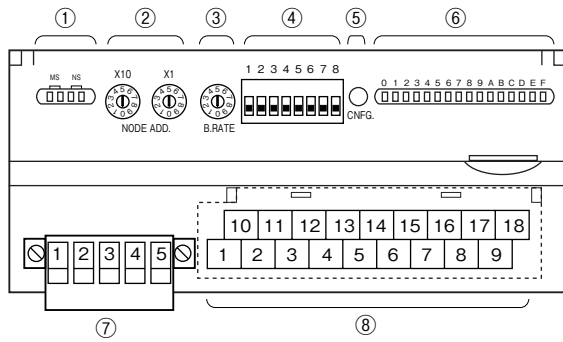 ① ② ③ ④ ⑤ ⑥
MS NS X10 X1 1 2 3 4 5 6 7 8 0 1 2 3 4 5 6 7 8 9 A B C D E F
NODE ADD. B.RATE CNFG.
10 11 12 13 14 15 16 17 18
1 2 3 4 5 1 2 3 4 5 6 7 8 9
⑦ ⑧